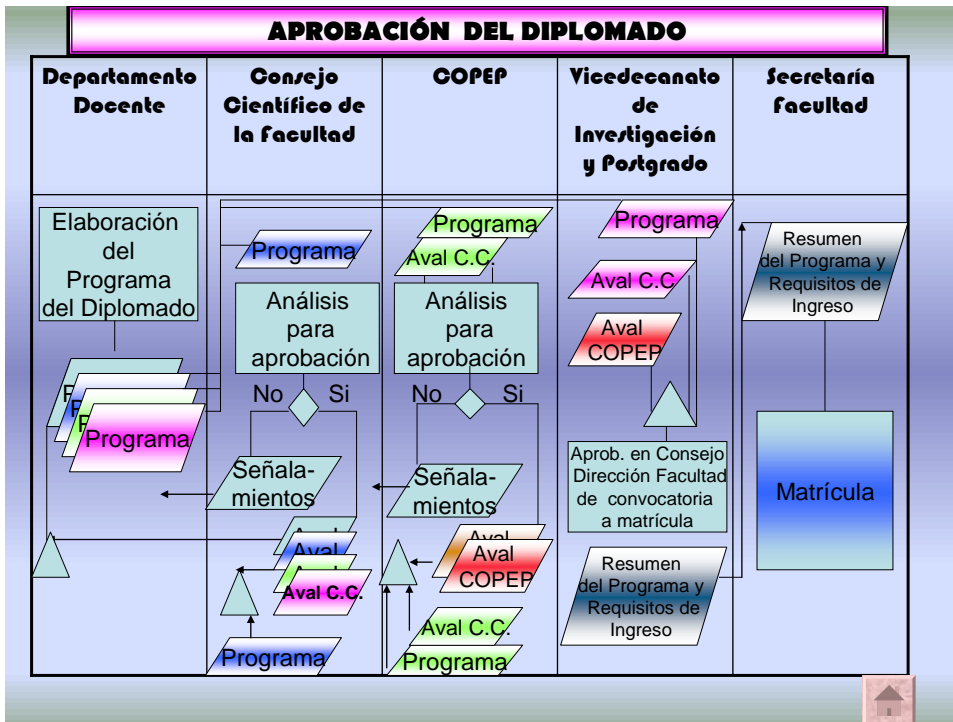 APROBACIÓN DEL DIPLOMADO
Departamento
Docente
Consejo
Científico de
la Facultad
COPEP
Vicedecanato
de
Investigación
y Postgrado
Secretaría
Facultad
Elaboración
del
Programa
del Diplomado
Programa
Programa
Análisis
para
aprobación
No
Si
Señala-
mientos
Aval
Aval C.C.
Programa
Programa
Aval C.C.
Análisis
para
aprobación
No
Si
Señala-
mientos
Aval
Aval
COPEP
Aval C.C.
Programa
Programa
Aval C.C
Aval
COPEP
Aprob. en Consejo
Dirección Facultad
de convocatoria
a matrícula
Resumen
del Programa y
Requisitos de
Ingreso
Resumen
del Programa y
Requisitos de
Ingreso
Matrícula